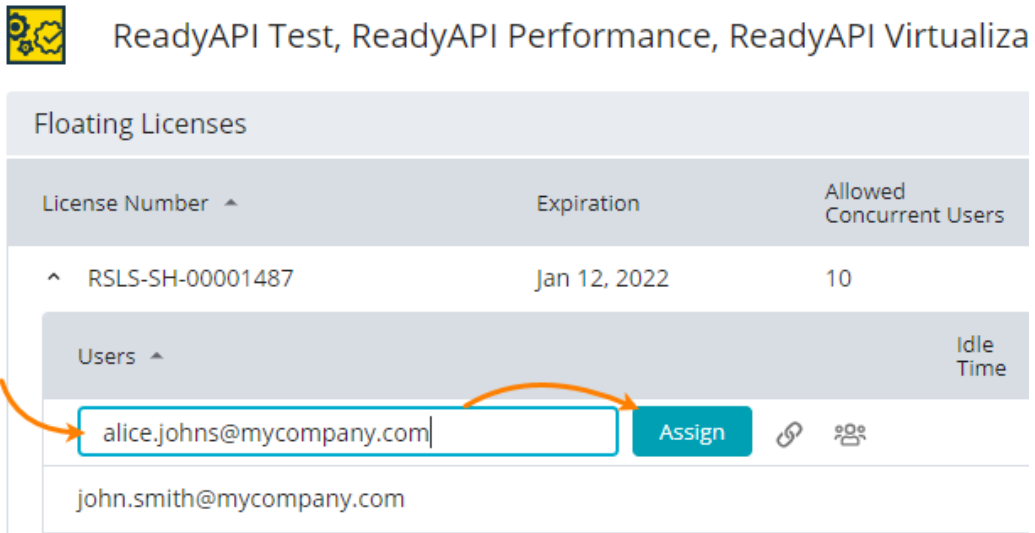 ReadyAPI Test, ReadyAPI Performance, ReadyAPI Virtualiza
Floating Licenses
License Number Expiration Allowed Concurrent Users
RSLS-SH-00001487 Jan 12, 2022 10
Users Idle Time
alice.johns@mycompany.com Assign
john.smith@mycompany.com